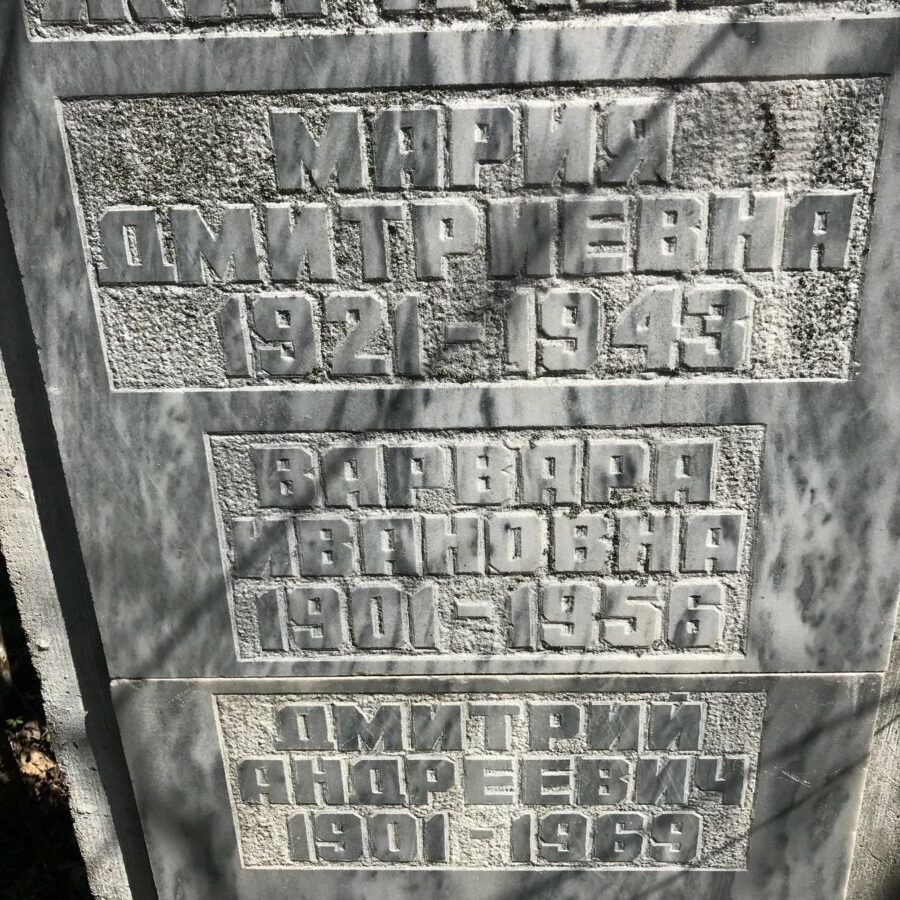 МАРИЯ
ДМИТРИЕВНА
1921-1943
ВАРВАРА
ИВАНОВНА
1901-1956
ДМИТРИЙ
АНДРЕЕВИЧ
1901-1969